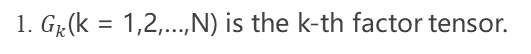 1. Gₖ(k = 1,2,...,N) is the k-th factor tensor.